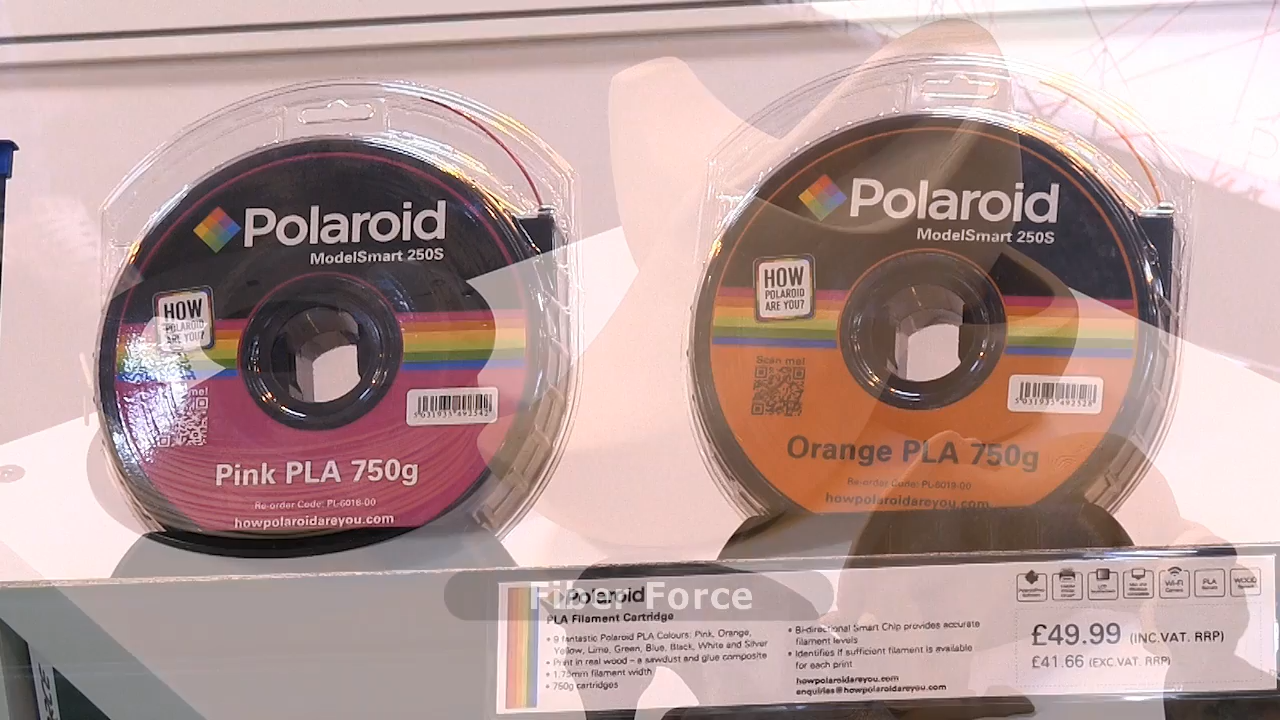 Polaroid
ModelSmart 250S
HOW
POLAROID
ARE YOU?
Pink PLA 750g
Re-order Code: PL-6018-00
howpolaroidareyou.com
Polaroid
ModelSmart 250S
HOW
POLAROID
ARE YOU?
Scan me!
Orange PLA 750g
Re-order Code: PL-6019-00
howpolaroidareyou.com
Fiber Force
Polaroid
PLA Filament Cartridge
• 9 fantastic Polaroid PLA Colours: Pink, Orange,
Yellow, Lime, Green, Blue, Black, White and Silver
• Print in real wood – a sawdust and glue composite
• 1.75mm filament width
• 750g cartridges
• Bi-directional Smart Chip provides accurate
filament levels
• Identifies if sufficient filament is available
for each print
howpolaroidareyou.com
enquiries@howpolaroidareyou.com
Wi-Fi
PLA
WOOD
£49.99 (INC.VAT. RRP)
£41.66 (EXC.VAT. RRP)